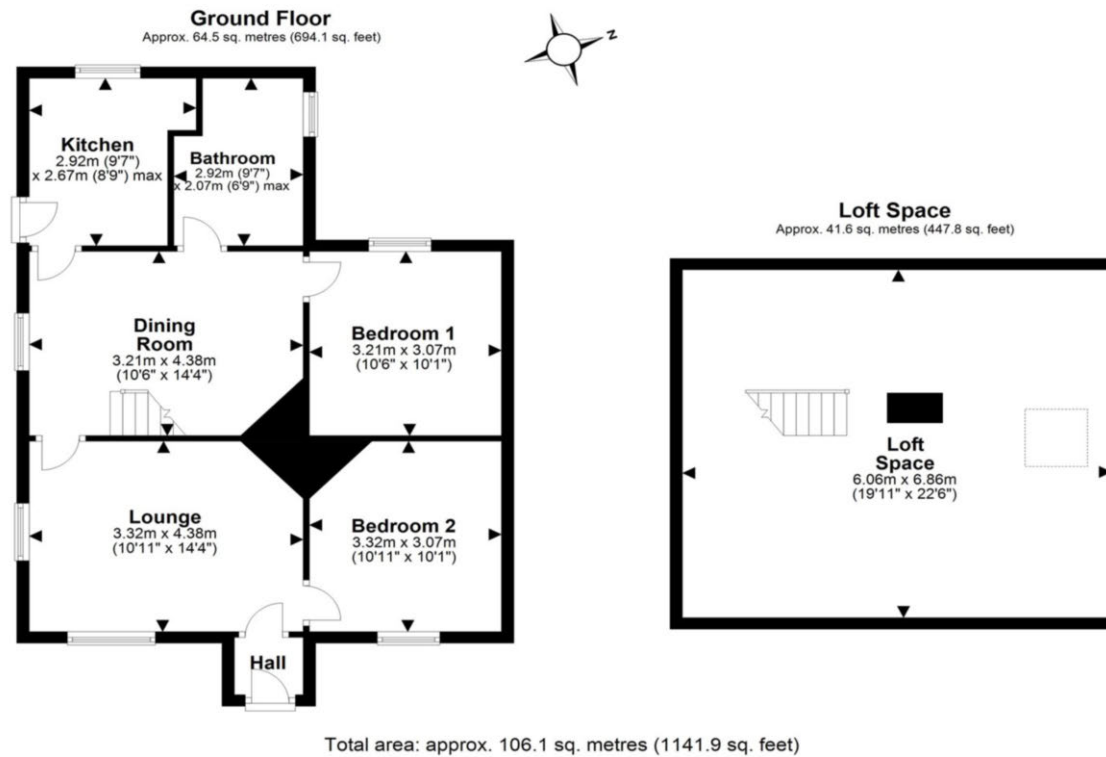 Ground Floor
Approx. 64.5 sq. metres (694.1 sq. feet)
N
Kitchen
2.92m (9'7")
x 2.67m (8'9") max
Bathroom
2.92m (9'7")
x 2.07m (6'9") max
Dining
Room
3.21m x 4.38m
(10'6" x 14'4")
Bedroom 1
3.21m x 3.07m
(10'6" x 10'1")
Lounge
3.32m x 4.38m
(10'11" x 14'4")
Bedroom 2
3.32m x 3.07m
(10'11" x 10'1")
Hall
Loft Space
Approx. 41.6 sq. metres (447.8 sq. feet)
Loft
Space
6.06m x 6.86m
(19'11" x 22'6")
Total area: approx. 106.1 sq. metres (1141.9 sq. feet)